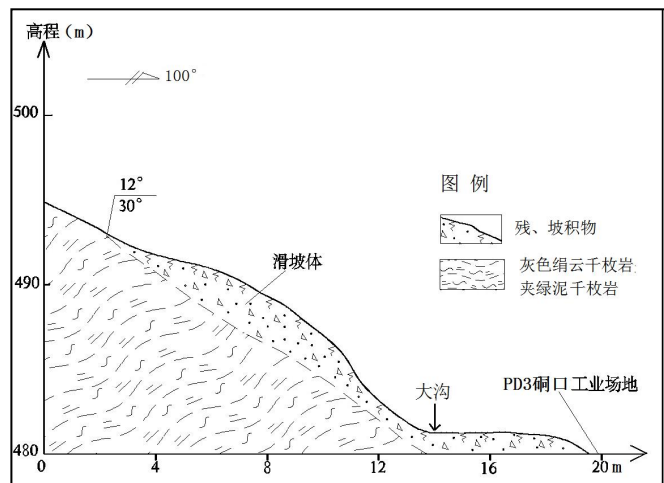 高程（m）
100°
500
图 例
12°
30°
残、坡积物
滑坡体
490
灰色绢云千枚岩
夹绿泥千枚岩
大沟
PD3硐口工业场地
480
0
4
8
12
16
20 m